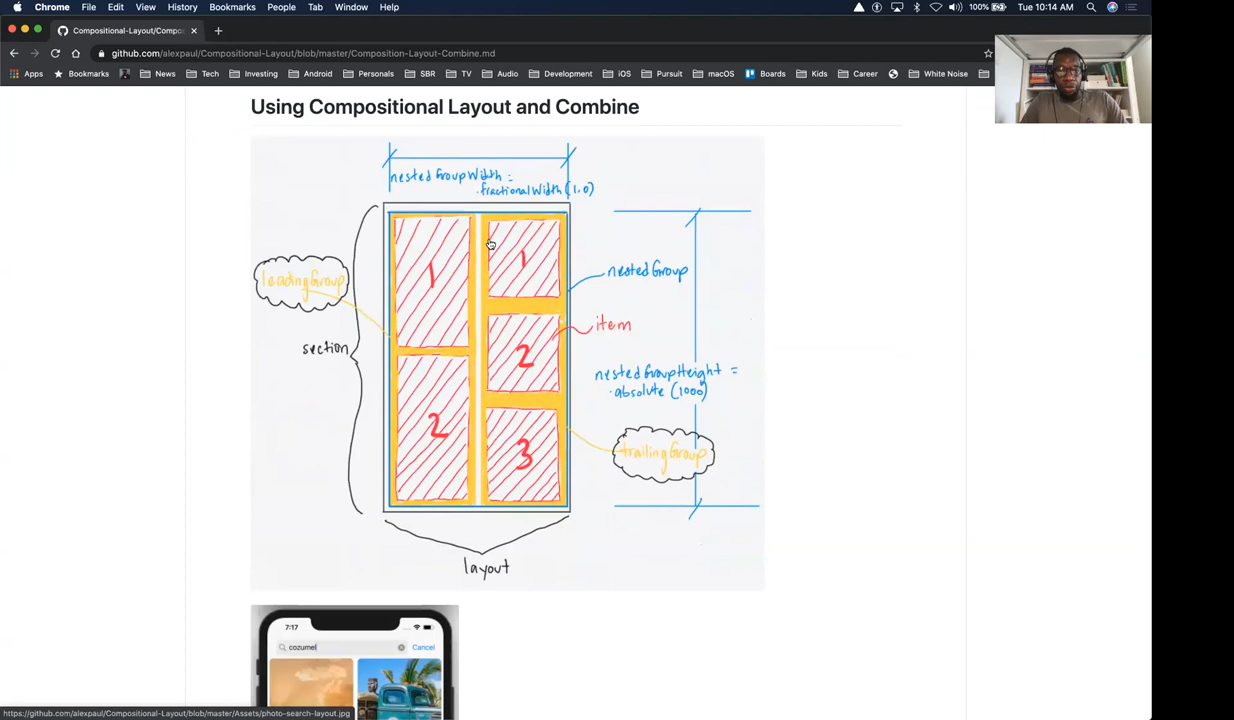 Chrome File Edit View History Bookmarks People Tab Window Help
100% Tue 10:14 AM
Compositional-Layout/Compo
github.com/alexpaul/Compositional-Layout/blob/master/Composition-Layout-Combine.md
Apps Bookmarks News Tech Investing Android Personals SBR TV Audio Development iOS Pursuit macOS Boards Kids Career White Noise
Using Compositional Layout and Combine
nestedGroupWidth =
.fractionalWidth(1.0)
leadingGroup
section
1
2
1
2
3
nestedGroup
item
nestedGroupHeight =
.absolute(1000)
trailingGroup
layout
7:17
cozumel
Cancel
https://github.com/alexpaul/Compositional-Layout/blob/master/Assets/photo-search-layout.jpg